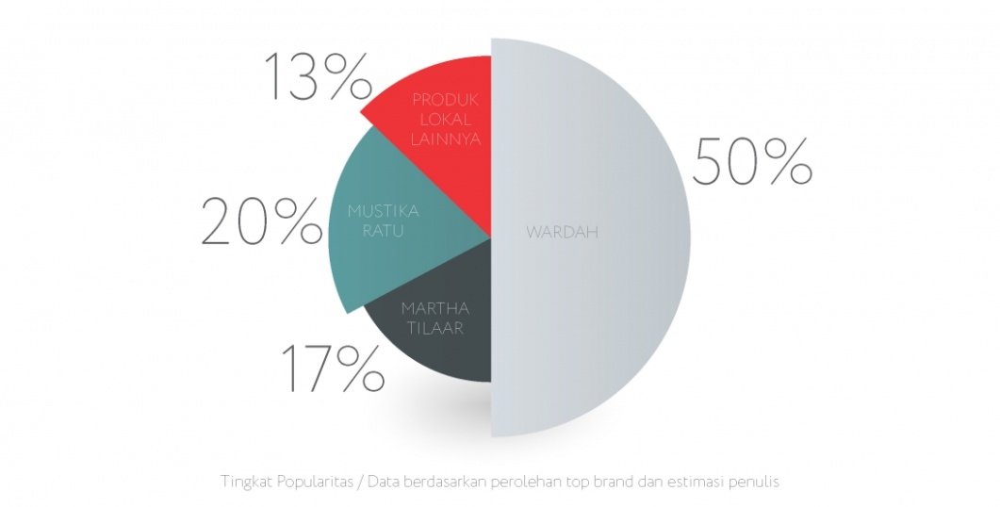 13%
PRODUK
LOKAL
LAINNYA
50%
20%
MUSTIKA
RATU
WARDAH
MARTHA
TILAAR
17%
Tingkat Popularitas / Data berdasarkan perolehan top brand dan estimasi penulis